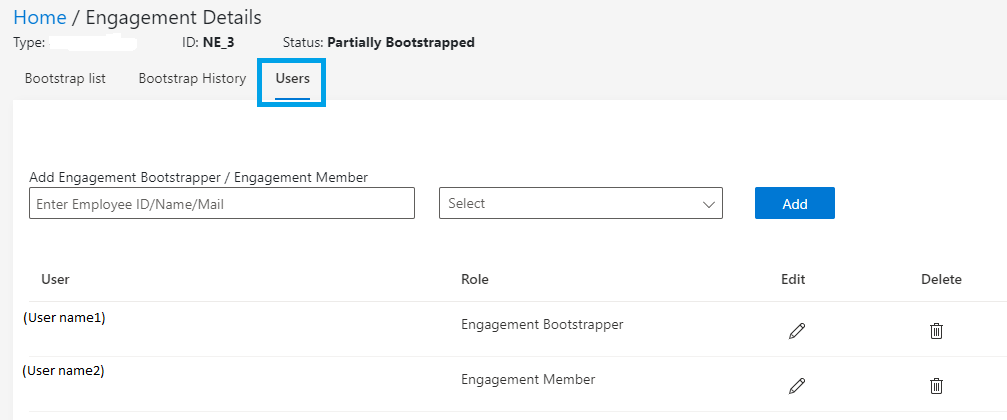 Home / Engagement Details
Type: ID: NE_3 Status: Partially Bootstrapped
Bootstrap list Bootstrap History Users
Add Engagement Bootstrapper / Engagement Member
Enter Employee ID/Name/Mail Select Add
User Role Edit Delete
(User name1) Engagement Bootstrapper
(User name2) Engagement Member